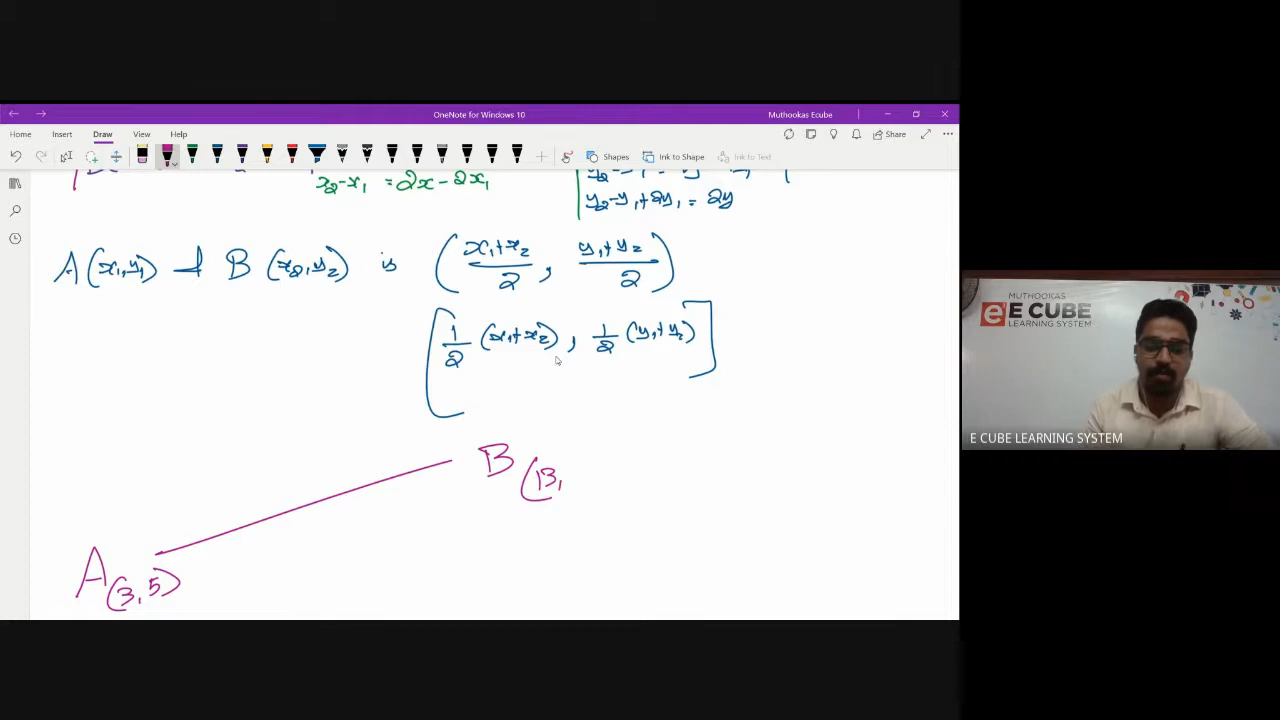 OneNote for Windows 10
Muthookas Ecube
Home Insert Draw View Help
Share
Shapes Ink to Shape Ink to Text
x₂-x₁ = 2x-2x₁
y₂-y₁+2y₁ = 2y
A(x₁,y₁) & B(x₂,y₂) is (x₁+x₂/2, y₁+y₂/2)
[1/2 (x₁+x₂), 1/2 (y₁+y₂)]
B (13,
A (3,5)
MUTHOOKAS
e' E CUBE
LEARNING SYSTEM
E CUBE LEARNING SYSTEM